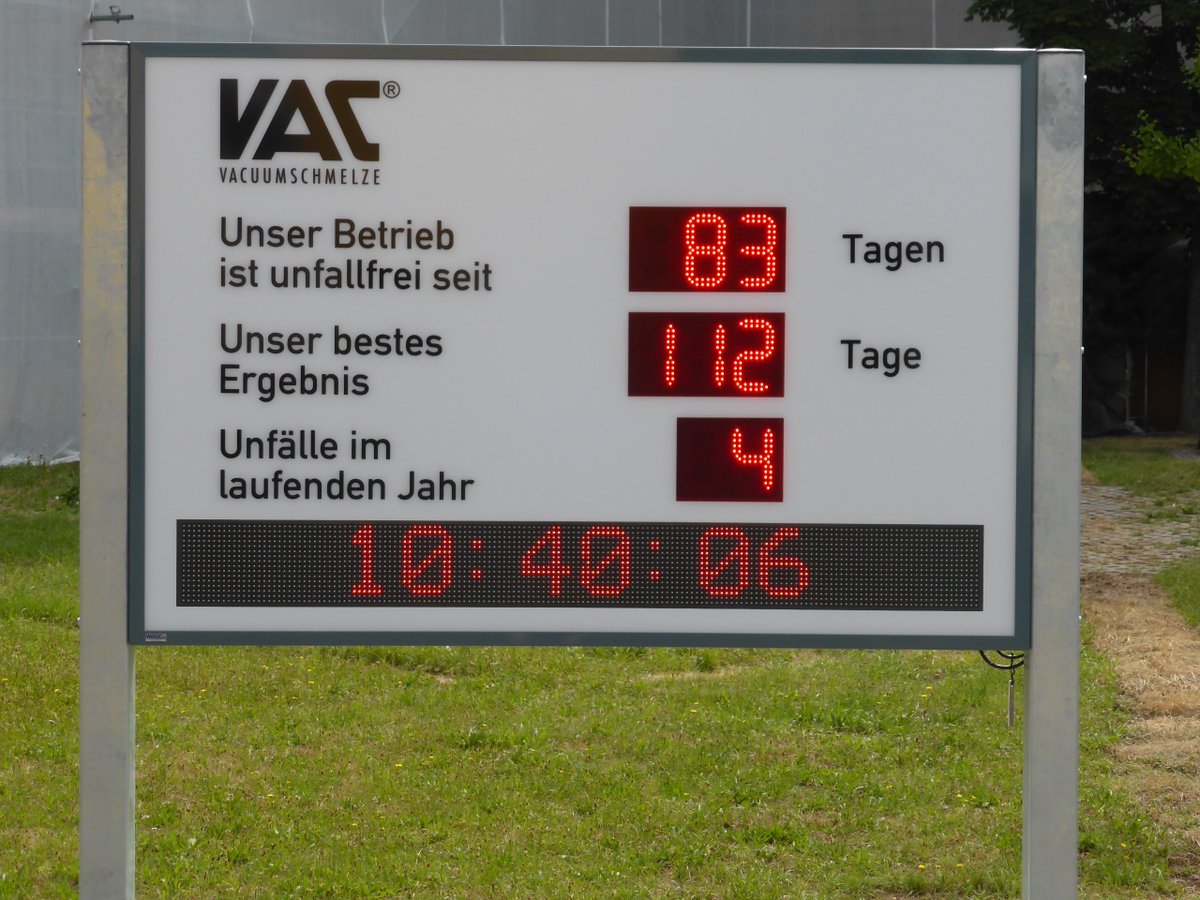 VAC®
VACUUMSCHMELZE
Unser Betrieb
ist unfallfrei seit
83 Tagen
Unser bestes
Ergebnis
112 Tage
Unfälle im
laufenden Jahr
4
10:40:06